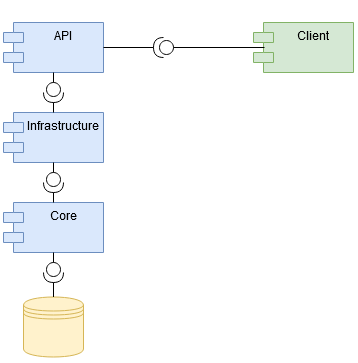 API
Client
Infrastructure
Core